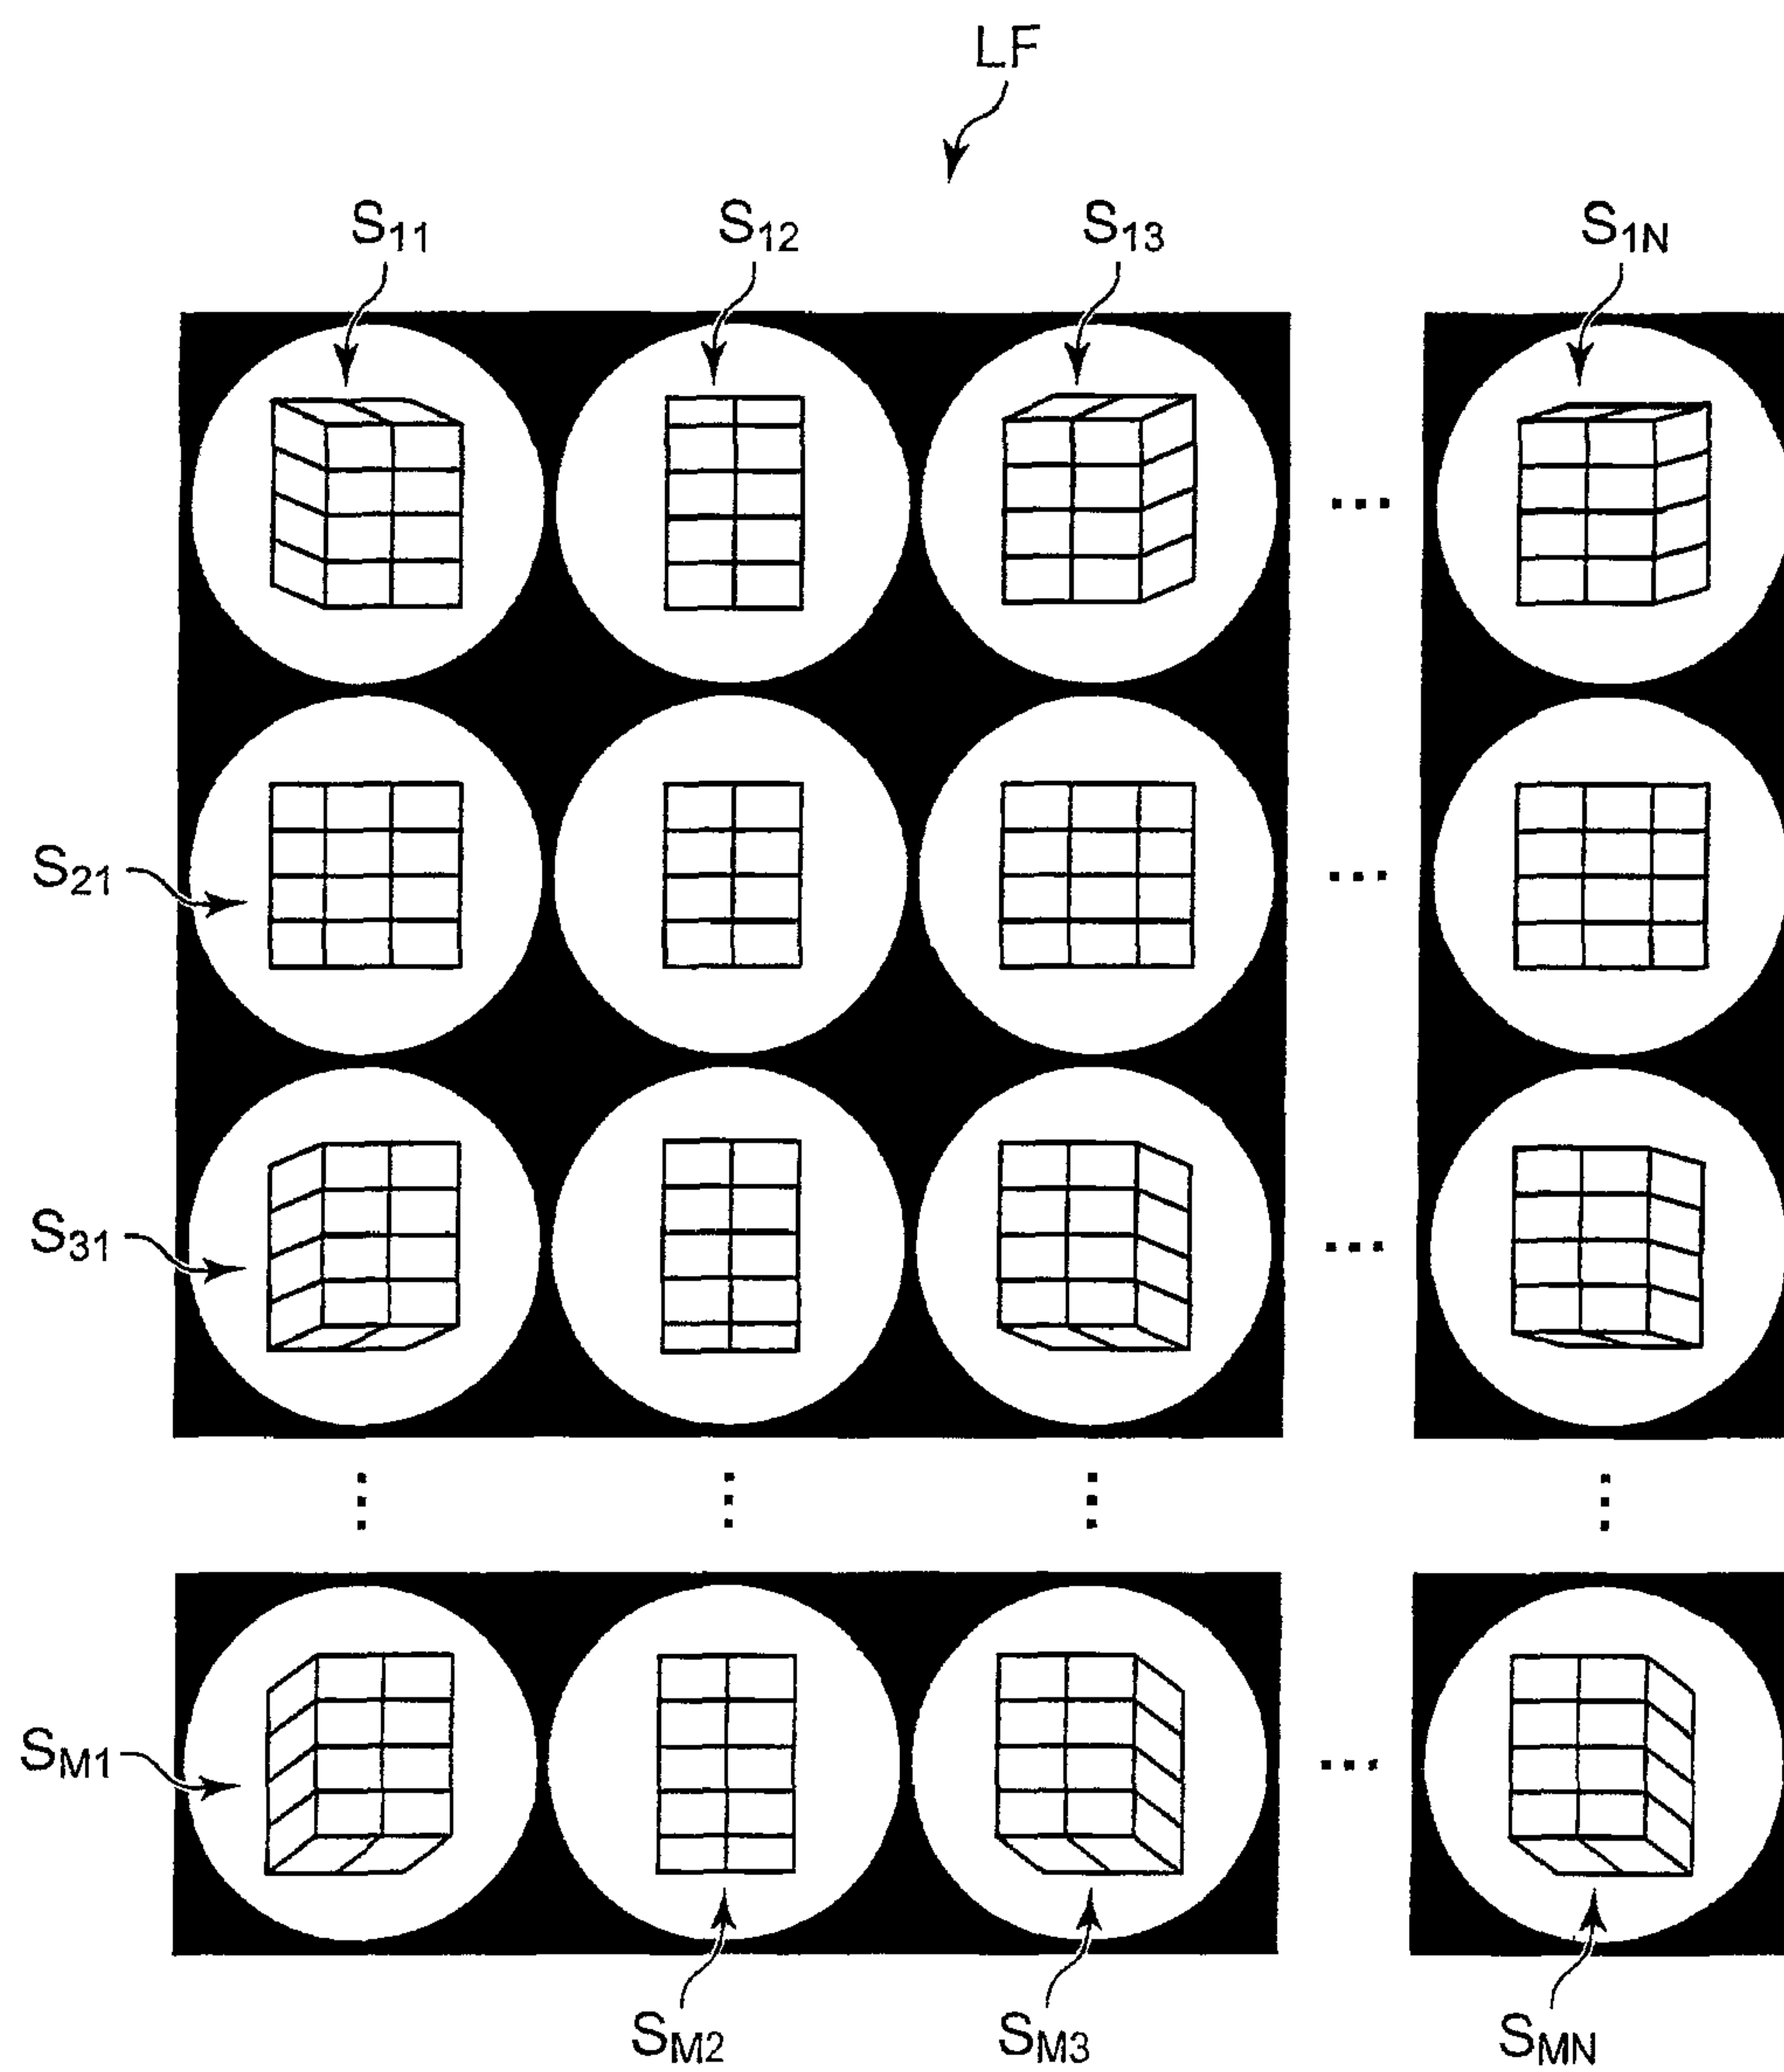 LF
S11 S12 S13 S1N
...
S21
...
S31
...
SM1
...
SM2 SM3 SMN